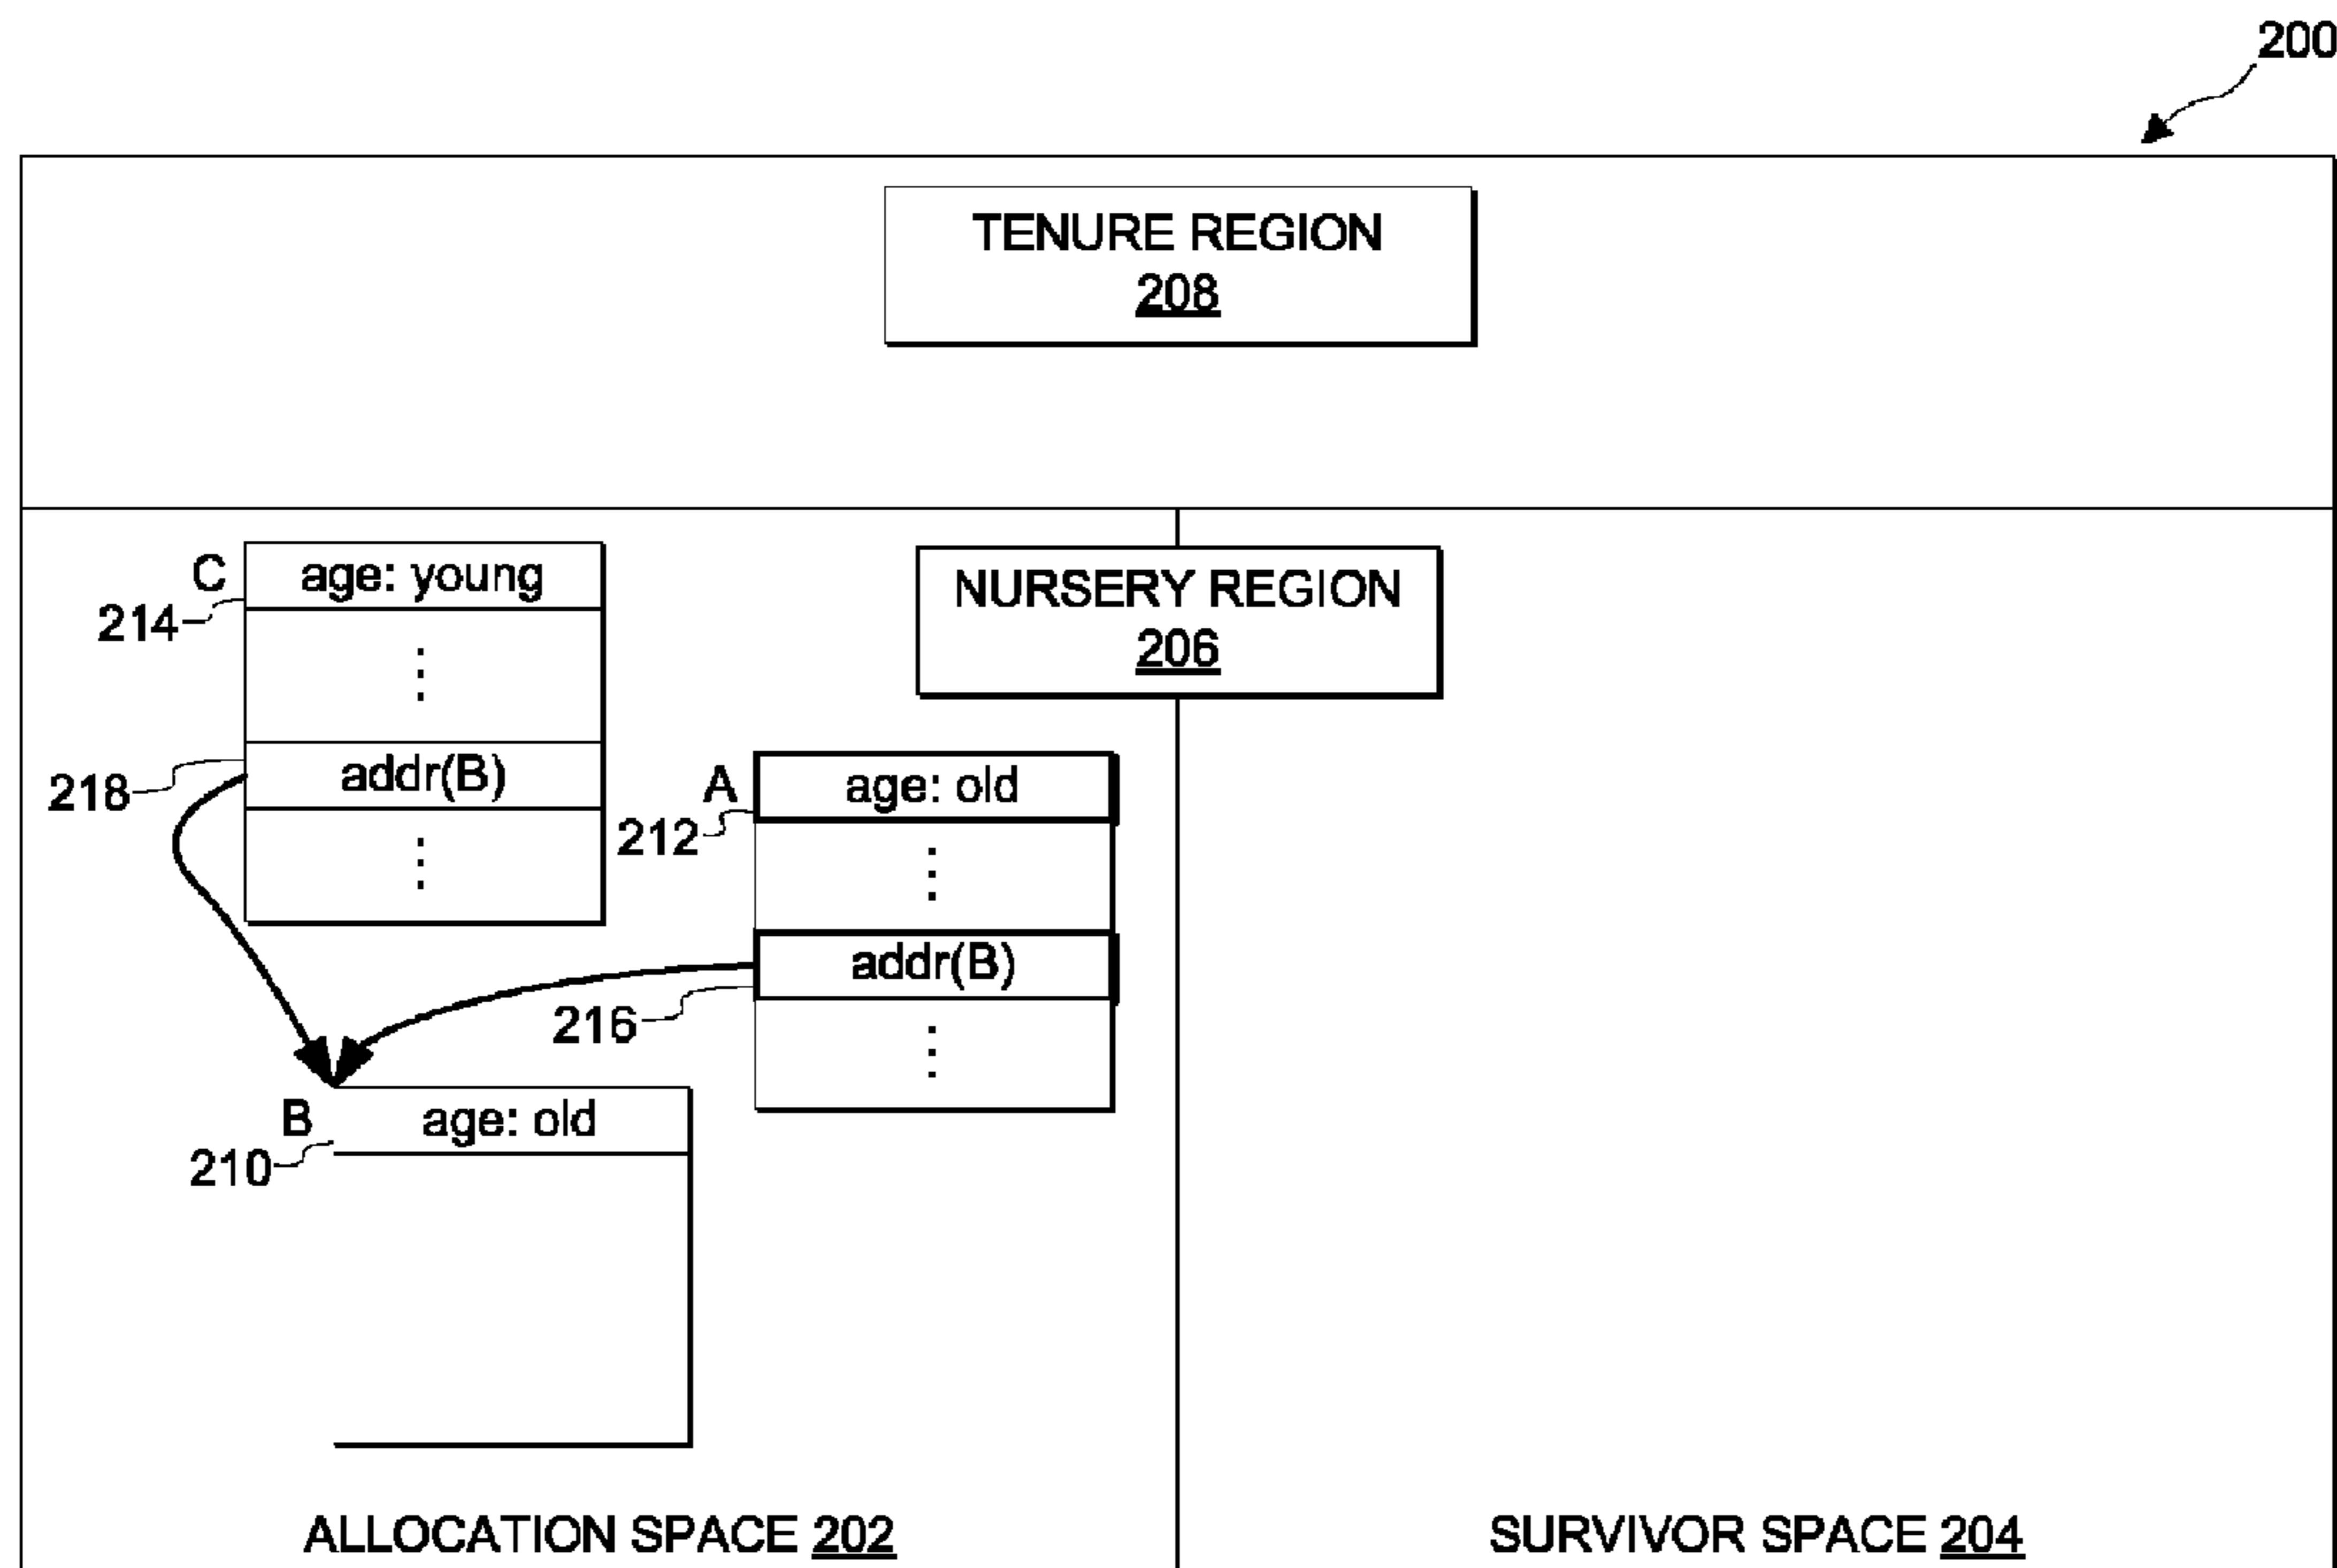 200
TENURE REGION
208
C age: young
214
NURSERY REGION
206
⋮
218 addr(B)
A age: old
212
⋮
⋮
addr(B)
216
⋮
B age: old
210
ALLOCATION SPACE 202
SURVIVOR SPACE 204